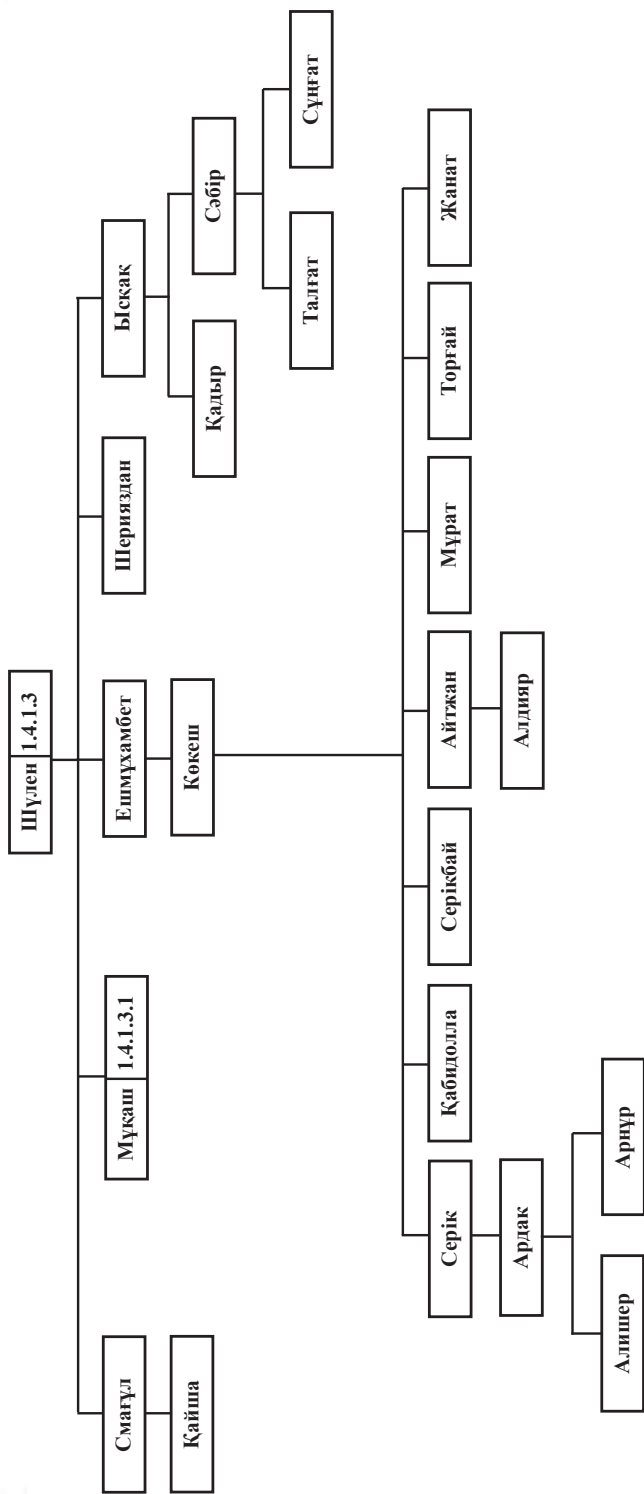 Шүлен 1.4.1.3
Смағұл
Мұқаш 1.4.1.3.1
Ешмұхамбет
Шерияздан
Ысқақ
Қайша
Көкеш
Қадыр
Сәбір
Талғат
Сұңғат
Серік
Қабидолла
Серікбай
Айтжан
Мұрат
Торғай
Жанат
Ардак
Алдияр
Алишер
Арнұр